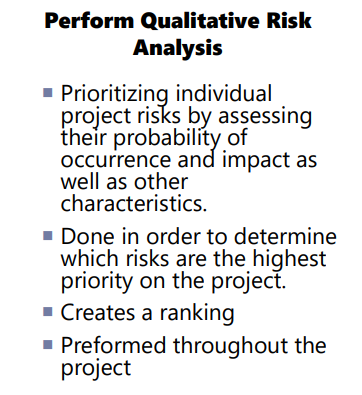 Perform Qualitative Risk
Analysis
▪ Prioritizing individual
project risks by assessing
their probability of
occurrence and impact as
well as other
characteristics.
▪ Done in order to determine
which risks are the highest
priority on the project.
▪ Creates a ranking
▪ Preformed throughout the
project